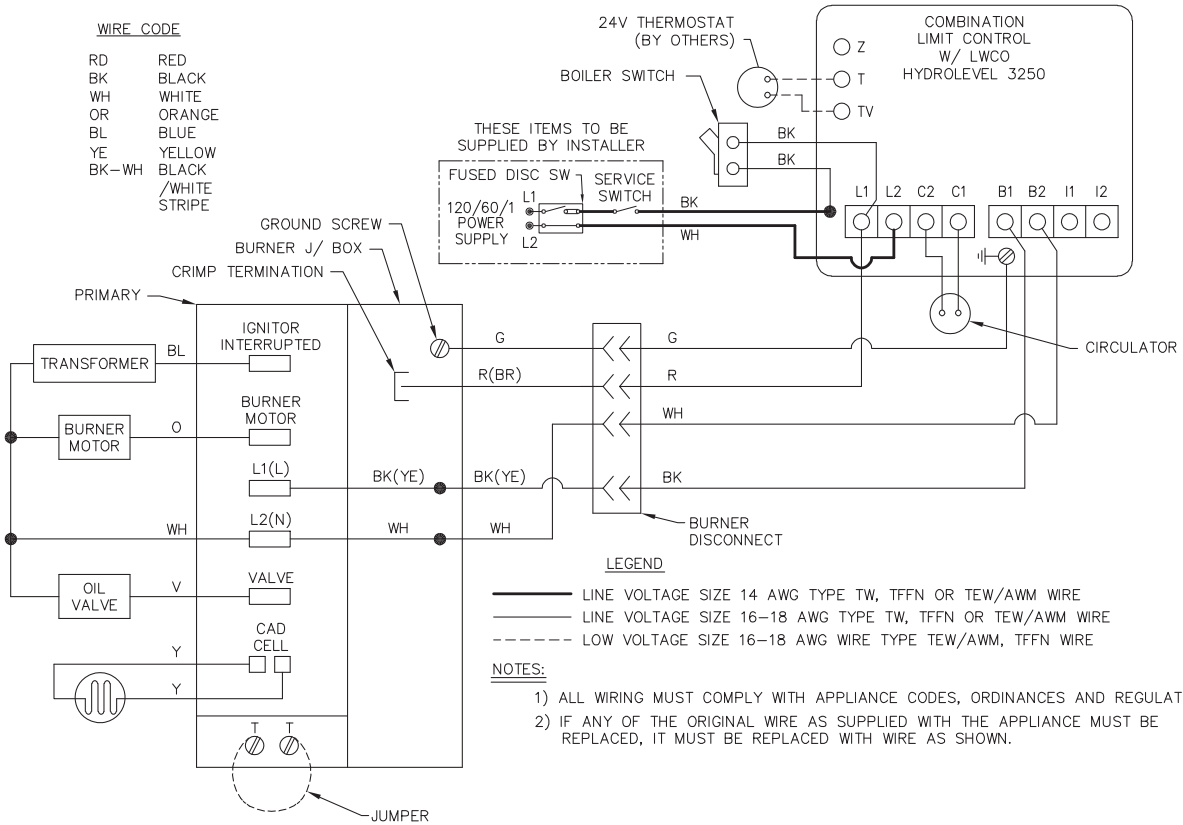 WIRE CODE
RD RED
BK BLACK
WH WHITE
OR ORANGE
BL BLUE
YE YELLOW
BK-WH BLACK
/WHITE
STRIPE
24V THERMOSTAT
(BY OTHERS)
BOILER SWITCH
COMBINATION
LIMIT CONTROL
W/ LWCO
HYDROLEVEL 3250
Z
T
TV
BK
BK
THESE ITEMS TO BE
SUPPLIED BY INSTALLER
FUSED DISC SW
SERVICE
SWITCH
L1
120/60/1
POWER
SUPPLY
L2
BK
WH
L1 L2 C2 C1 B1 B2 I1 I2
GROUND SCREW
BURNER J/ BOX
CRIMP TERMINATION
PRIMARY
CIRCULATOR
TRANSFORMER
BL
IGNITOR
INTERRUPTED
G
G
R(BR)
R
BURNER
MOTOR
O
BURNER
MOTOR
WH
L1(L)
BK(YE)
BK(YE)
BK
WH
L2(N)
WH
WH
BURNER
DISCONNECT
OIL
VALVE
V
VALVE
CAD
CELL
Y
Y
T T
JUMPER
LEGEND
LINE VOLTAGE SIZE 14 AWG TYPE TW, TFFN OR TEW/AWM WIRE
LINE VOLTAGE SIZE 16-18 AWG TYPE TW, TFFN OR TEW/AWM WIRE
LOW VOLTAGE SIZE 16-18 AWG WIRE TYPE TEW/AWM, TFFN WIRE
NOTES:
1) ALL WIRING MUST COMPLY WITH APPLIANCE CODES, ORDINANCES AND REGULAT
2) IF ANY OF THE ORIGINAL WIRE AS SUPPLIED WITH THE APPLIANCE MUST BE
REPLACED, IT MUST BE REPLACED WITH WIRE AS SHOWN.